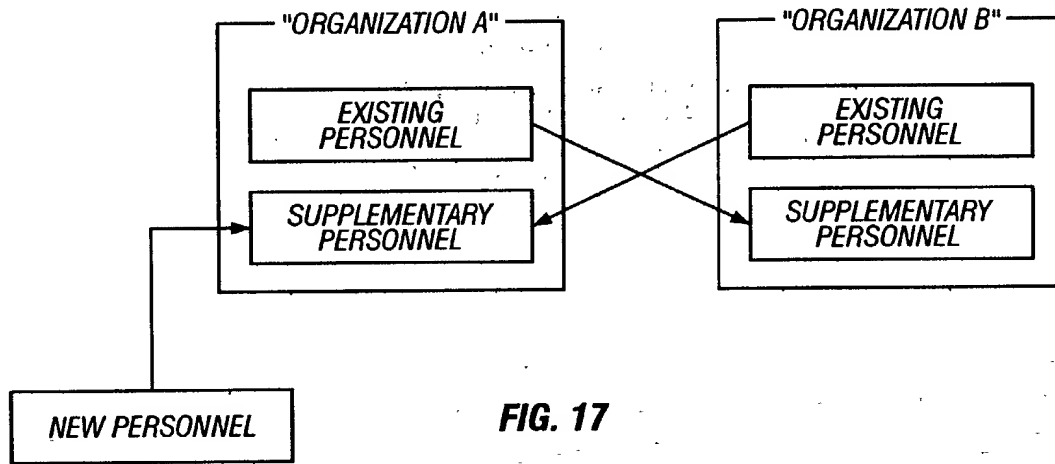 "ORGANIZATION A"
EXISTING
PERSONNEL
SUPPLEMENTARY
PERSONNEL
"ORGANIZATION B"
EXISTING
PERSONNEL
SUPPLEMENTARY
PERSONNEL
NEW PERSONNEL
FIG. 17